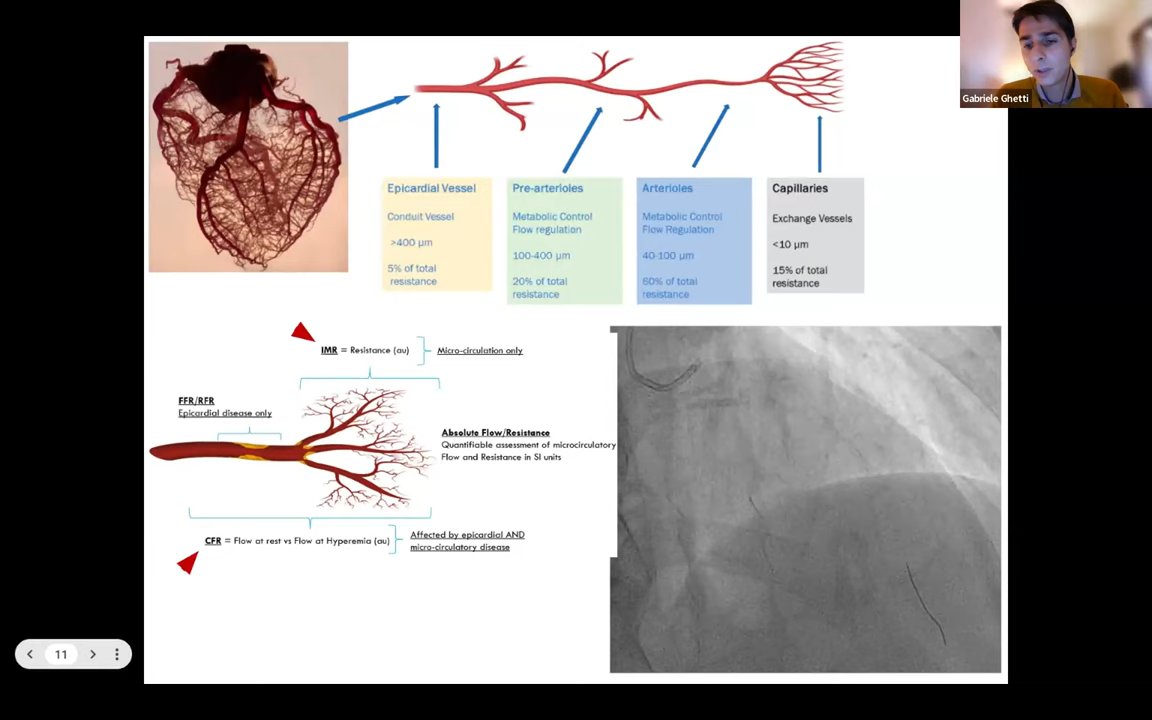 Gabriele Ghetti
Epicardial Vessel
Conduit Vessel
>400 μm
5% of total
resistance
Pre-arterioles
Metabolic Control
Flow regulation
100-400 μm
20% of total
resistance
Arterioles
Metabolic Control
Flow Regulation
40-100 μm
60% of total
resistance
Capillaries
Exchange Vessels
<10 μm
15% of total
resistance
IMR = Resistance (au)
Micro-circulation only
FFR/RFR
Epicardial disease only
Absolute Flow/Resistance
Quantifiable assessment of microcirculatory
Flow and Resistance in SI units
CFR = Flow at rest vs Flow at Hyperemia (au)
Affected by epicardial AND
micro-circulatory disease
11